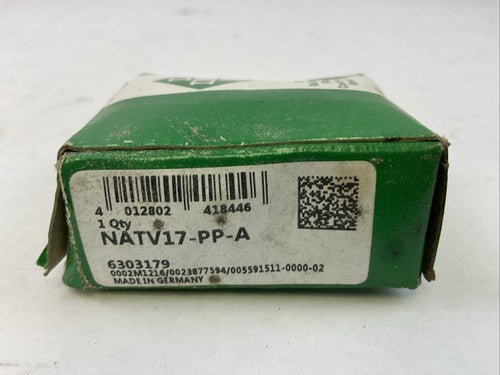 4 012802 418446
1 Qty
NATV17-PP-A
6303179
0002M1216/0023877594/005591511-0000-02
MADE IN GERMANY